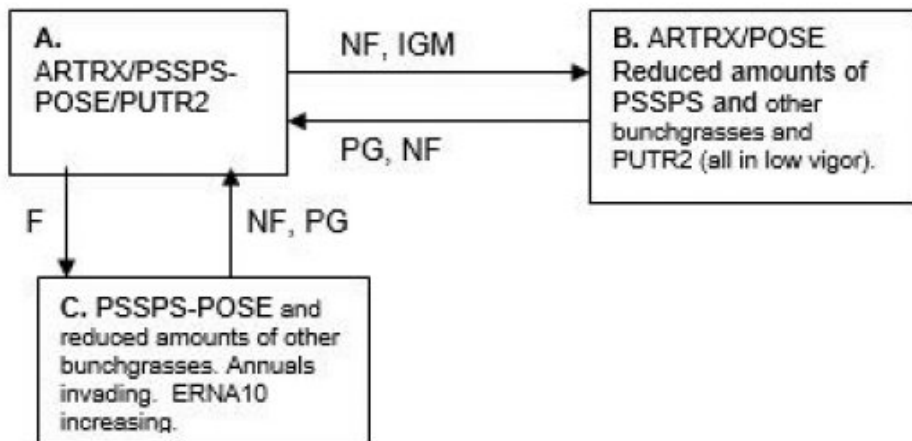 A.
ARTRX/PSSPS-
POSE/PUTR2
NF, IGM
PG, NF
B. ARTRX/POSE
Reduced amounts of
PSSPS and other
bunchgrasses and
PUTR2 (all in low vigor).
F
NF, PG
C. PSSPS-POSE and
reduced amounts of other
bunchgrasses. Annuals
invading. ERNA10
increasing.